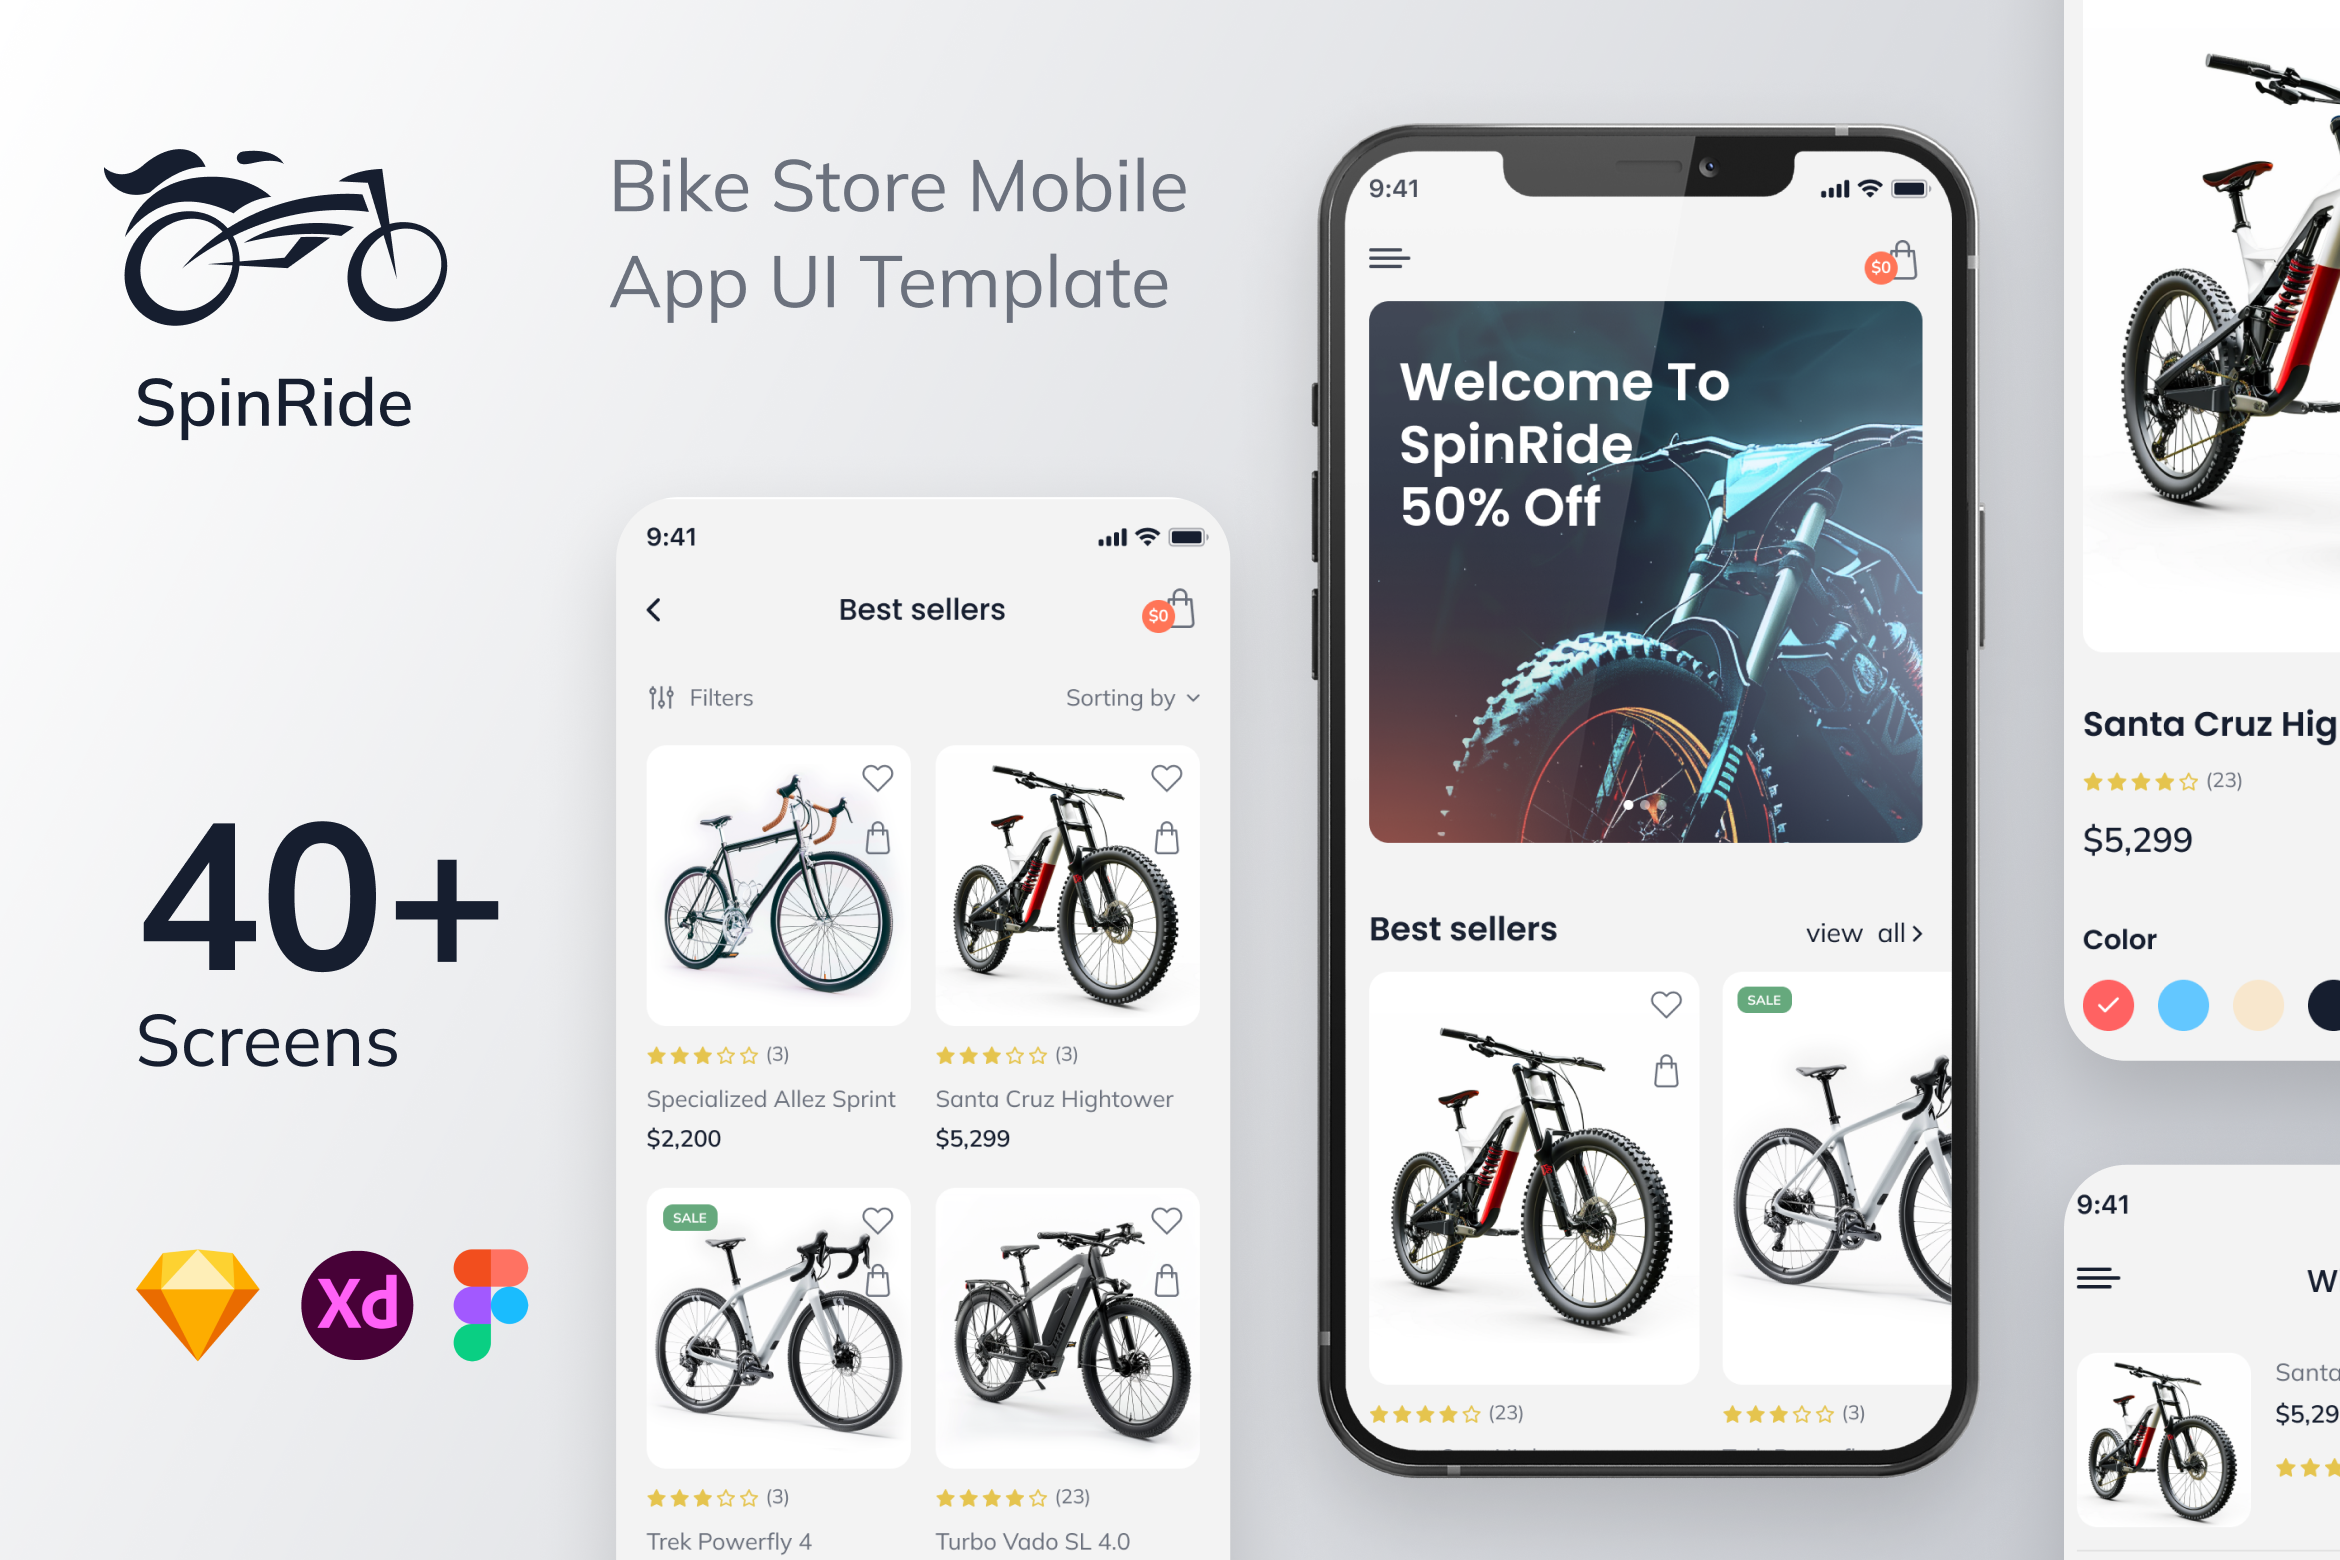 SpinRide
Bike Store Mobile
App UI Template
40+
Screens
Xd
9:41
Best sellers
$0
Filters
Sorting by
(3)
(3)
Specialized Allez Sprint
Santa Cruz Hightower
$2,200
$5,299
SALE
(3)
(23)
Trek Powerfly 4
Turbo Vado SL 4.0
9:41
$0
Welcome To
SpinRide
50% Off
Best sellers
view all
SALE
(23)
(3)
Santa Cruz Hig
(23)
$5,299
Color
9:41
W
Santa
$5,29